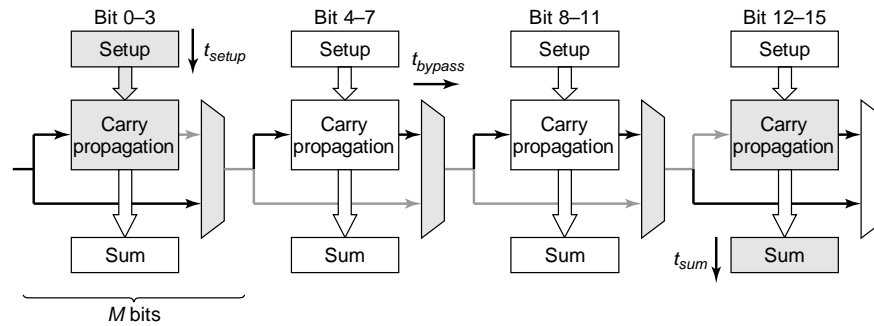 Bit 0–3
Bit 4–7
Bit 8–11
Bit 12–15
Setup
t_setup
Setup
t_bypass
Setup
Setup
Carry
propagation
Carry
propagation
Carry
propagation
Carry
propagation
Sum
Sum
Sum
t_sum
Sum
M bits